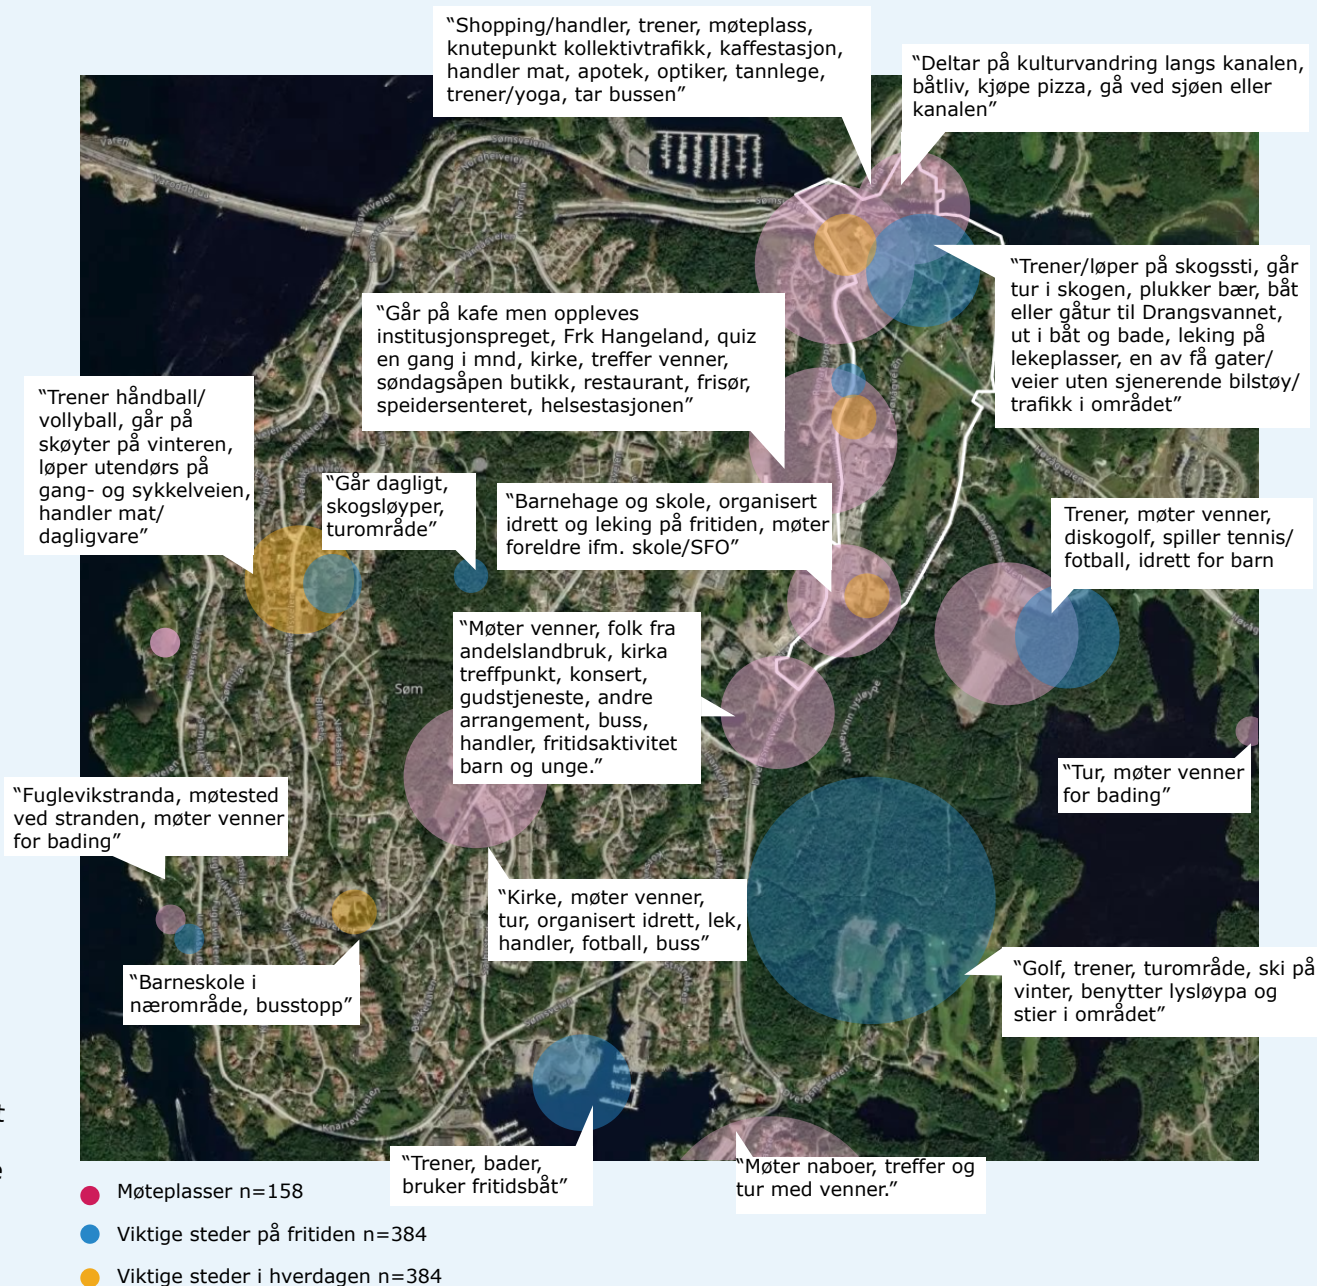 “Shopping/handler, trener, møteplass,
knutepunkt kollektivtrafikk, kaffestasjon,
handler mat, apotek, optiker, tannlege,
trener/yoga, tar bussen”
“Deltar på kulturvandring langs kanalen,
båtliv, kjøpe pizza, gå ved sjøen eller
kanalen”
“Trener/løper på skogssti, går
tur i skogen, plukker bær, båt
eller gåtur til Drangsvannet,
ut i båt og bade, leking på
lekeplasser, en av få gater/
veier uten sjenerende bilstøy/
trafikk i området”
“Går på kafe men oppleves
institusjonspreget, Frk Hangeland, quiz
en gang i mnd, kirke, treffer venner,
søndagsåpen butikk, restaurant, frisør,
speidersenteret, helsestasjonen”
“Trener håndball/
vollyball, går på
skøyter på vinteren,
løper utendørs på
gang- og sykkelveien,
handler mat/
dagligvare”
“Går dagligt,
skogsløyper,
turområde”
“Barnehage og skole, organisert
idrett og leking på fritiden, møter
foreldre ifm. skole/SFO”
Trener, møter venner,
diskogolf, spiller tennis/
fotball, idrett for barn
“Møter venner, folk fra
andelslandbruk, kirka
treffpunkt, konsert,
gudstjeneste, andre
arrangement, buss,
handler, fritidsaktivitet
barn og unge.”
“Tur, møter venner
for bading”
“Fuglevikstranda, møtested
ved stranden, møter venner
for bading”
“Kirke, møter venner,
tur, organisert idrett, lek,
handler, fotball, buss”
“Barneskole i
nærområde, busstopp”
“Golf, trener, turområde, ski på
vinter, benytter lysløypa og
stier i området”
“Trener, bader,
bruker fritidsbåt”
“Møter naboer, treffer og
tur med venner.”
Varoddbrua
Sømsveien
Søm
Sukkevann lysløype
Knarrevikveien
Møteplasser n=158
Viktige steder på fritiden n=384
Viktige steder i hverdagen n=384